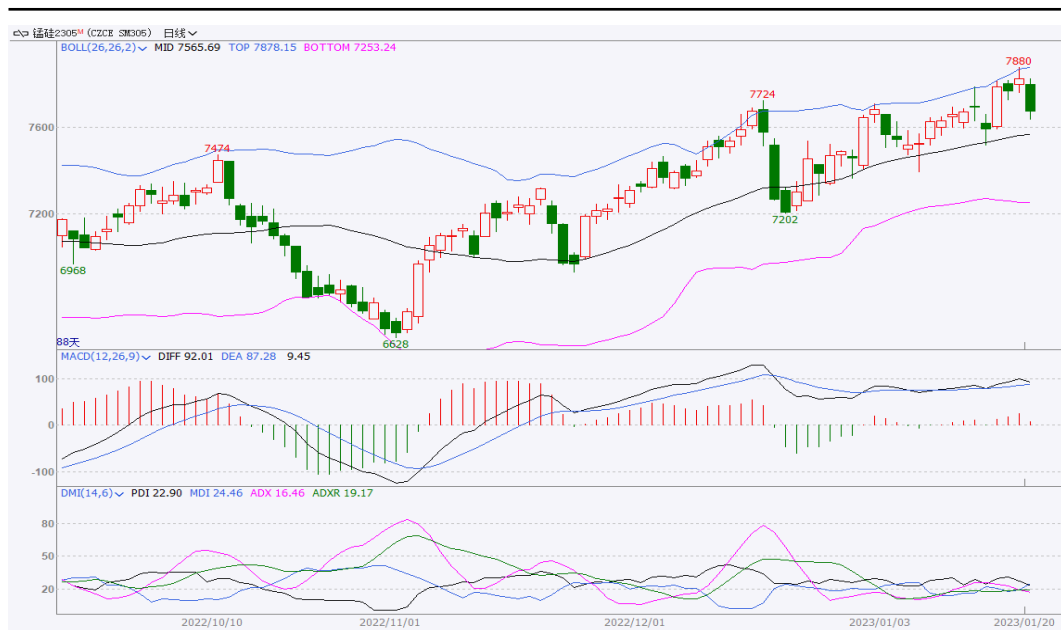 锰硅2305M (CZCE SM305) 日线
BOLL(26,26,2) MID 7565.69 TOP 7878.15 BOTTOM 7253.24
7880
7724
7600
7474
7200
7202
6968
6628
88天
MACD(12,26,9) DIFF 92.01 DEA 87.28 9.45
100
0
-100
DMI(14,6) PDI 22.90 MDI 24.46 ADX 16.46 ADXR 19.17
80
50
20
2022/10/10 2022/11/01 2022/12/01 2023/01/03 2023/01/20